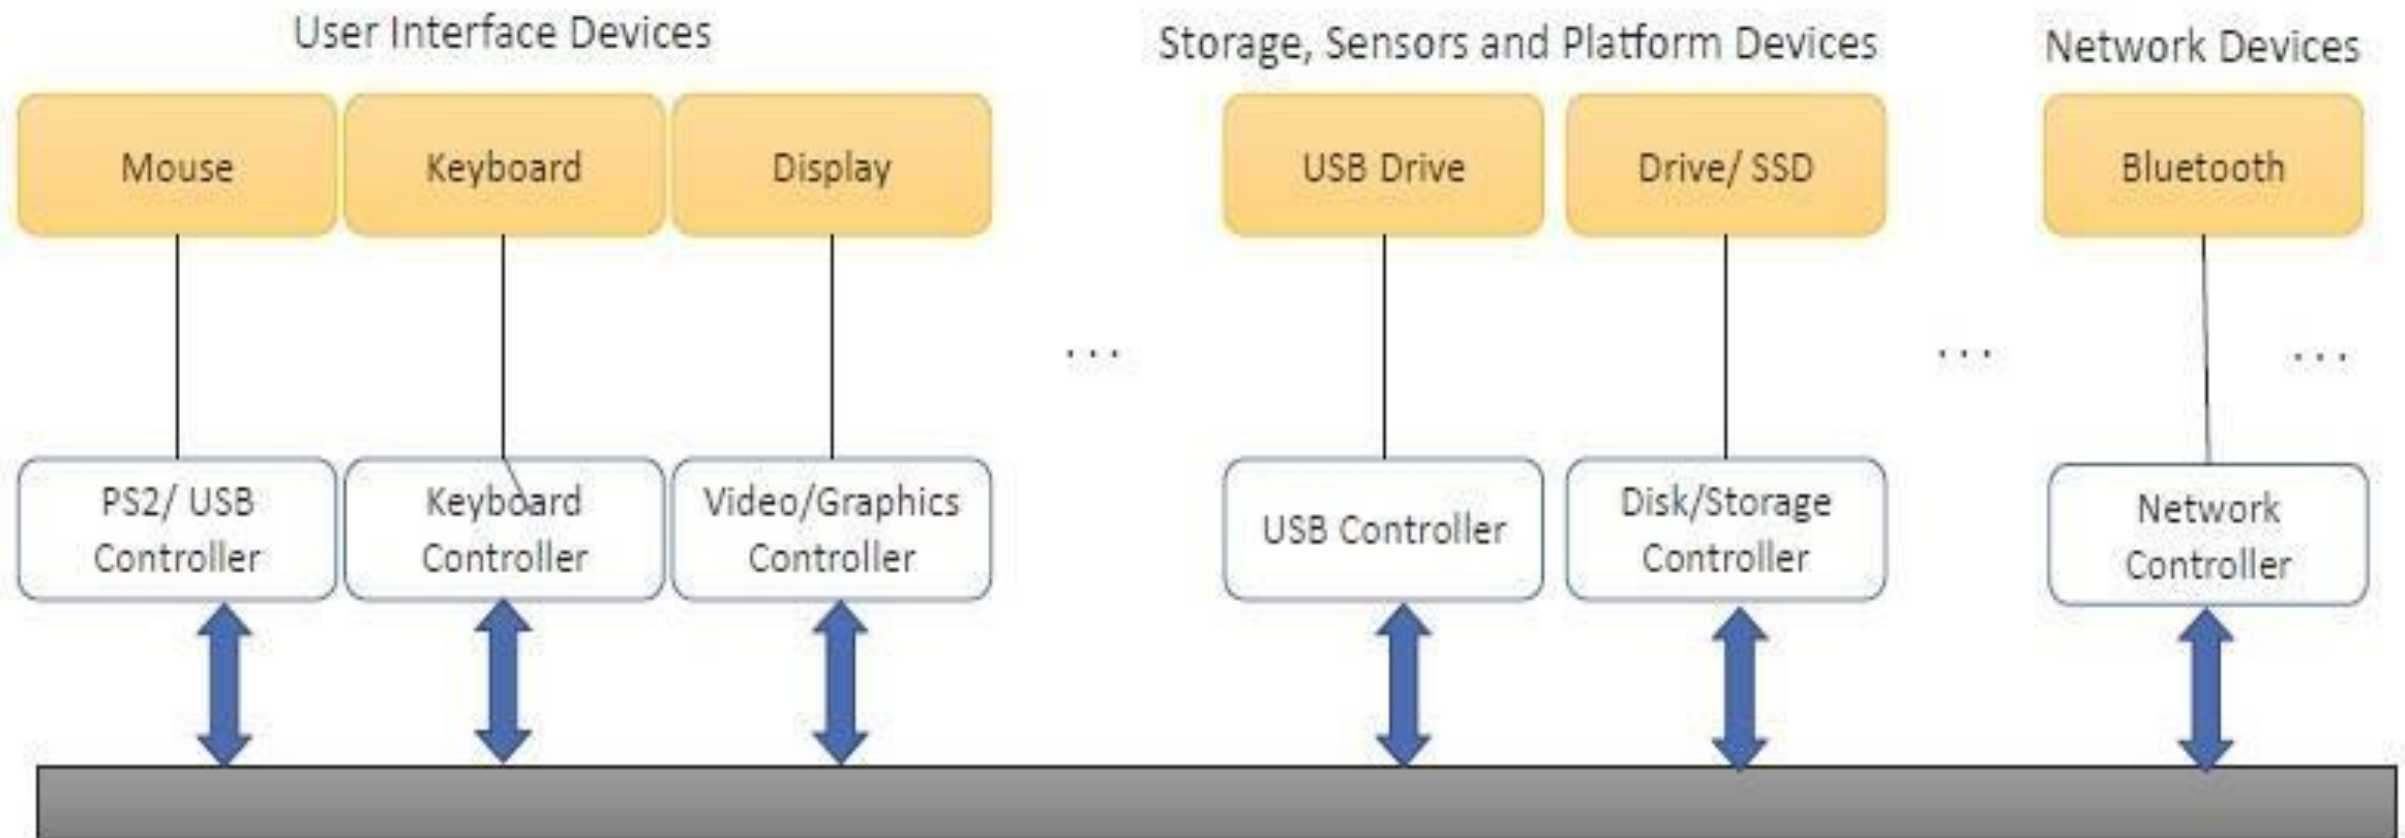 User Interface Devices
Storage, Sensors and Platform Devices
Network Devices
Mouse
Keyboard
Display
USB Drive
Drive/ SSD
Bluetooth
...
...
...
PS2/ USB
Controller
Keyboard
Controller
Video/Graphics
Controller
USB Controller
Disk/Storage
Controller
Network
Controller